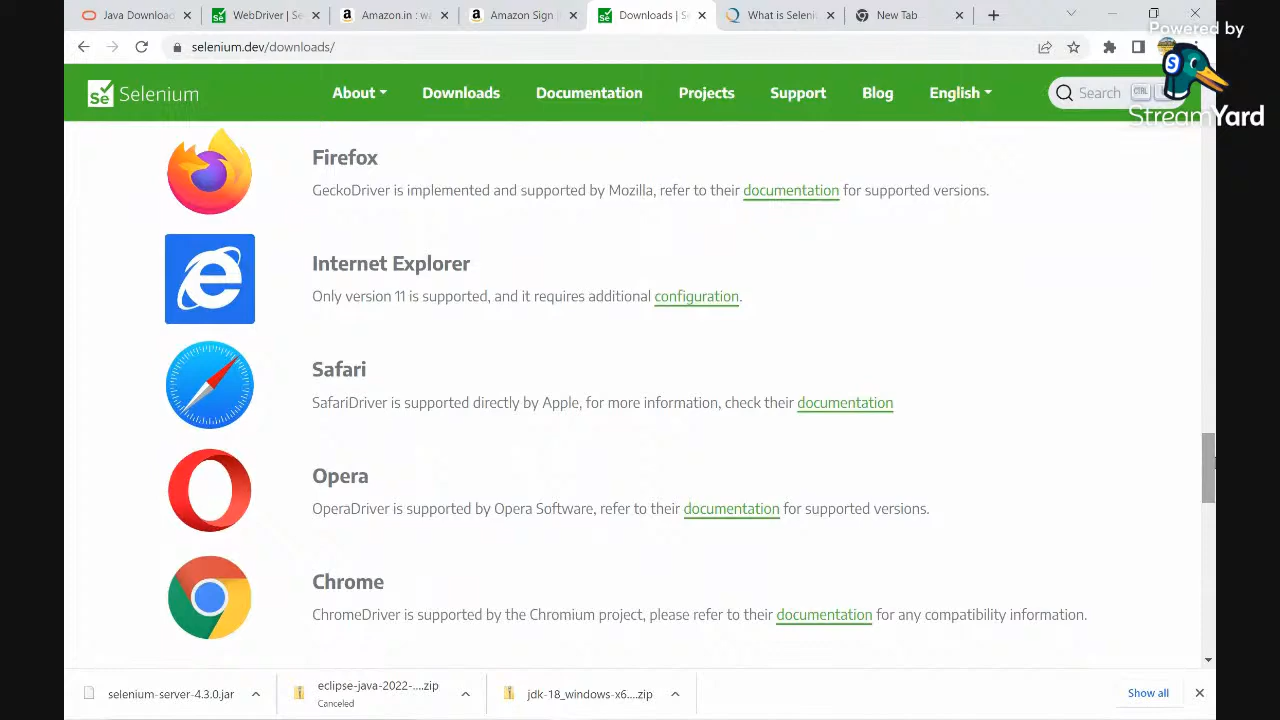 Java Download
WebDriver | Se
Amazon.in : wa
Amazon Sign
Downloads | Se
What is Seleni
New Tab
Powered by
selenium.dev/downloads/
Selenium
About
Downloads
Documentation
Projects
Support
Blog
English
Search
CTRL
StreamYard
Firefox
GeckoDriver is implemented and supported by Mozilla, refer to their documentation for supported versions.
Internet Explorer
Only version 11 is supported, and it requires additional configuration.
Safari
SafariDriver is supported directly by Apple, for more information, check their documentation
Opera
OperaDriver is supported by Opera Software, refer to their documentation for supported versions.
Chrome
ChromeDriver is supported by the Chromium project, please refer to their documentation for any compatibility information.
selenium-server-4.3.0.jar
eclipse-java-2022-....zip
Canceled
jdk-18_windows-x6....zip
Show all